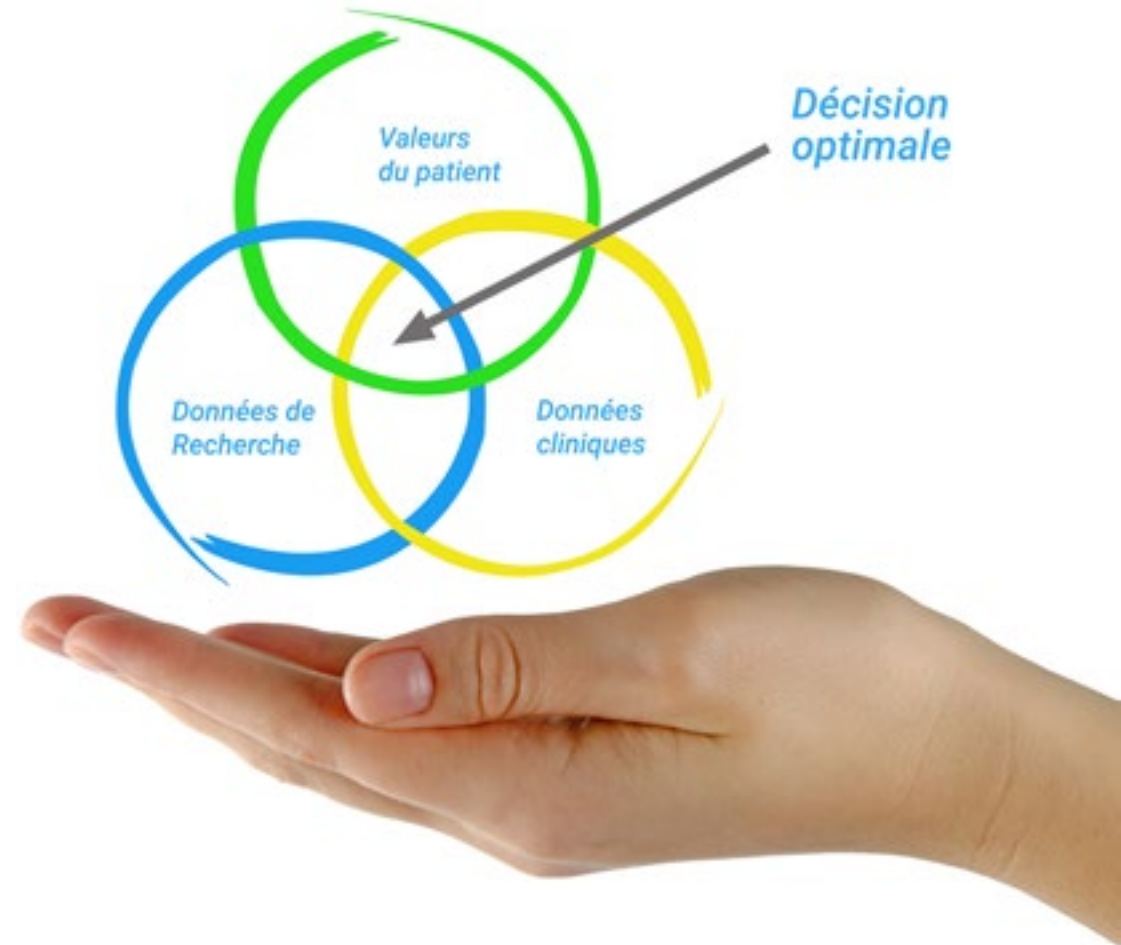 Valeurs
du patient
Décision
optimale
Données de
Recherche
Données
cliniques